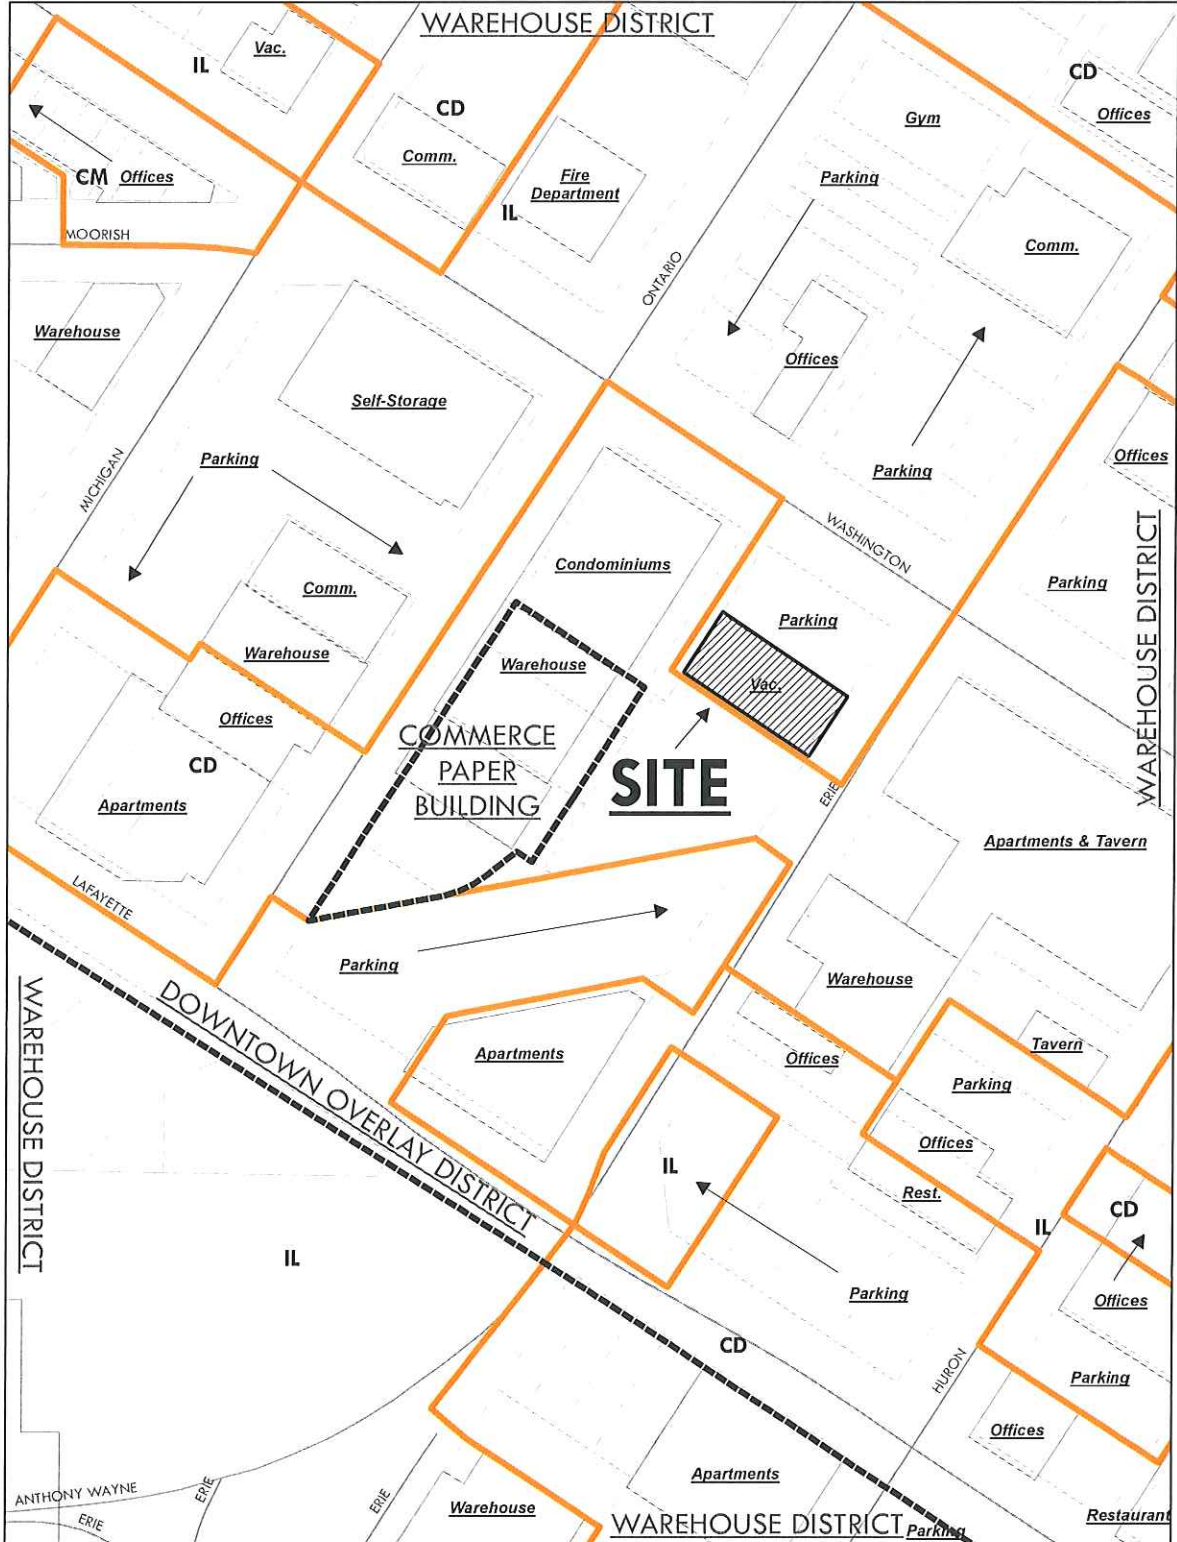 WAREHOUSE DISTRICT
Vac.
IL
CD
CD
Offices
Comm.
Gym
Fire
Department
Parking
CM
Offices
IL
MOORISH
Comm.
ONTARIO
Warehouse
Offices
Self-Storage
Parking
MICHIGAN
Parking
Offices
WASHINGTON
WAREHOUSE DISTRICT
Condominiums
Comm.
Parking
Parking
Warehouse
Warehouse
Vac.
Offices
COMMERCE
PAPER
BUILDING
CD
SITE
ERIE
Apartments
Apartments & Tavern
LAFAYETTE
Parking
Warehouse
WAREHOUSE DISTRICT
DOWNTOWN OVERLAY DISTRICT
Apartments
Offices
Tavern
Parking
Offices
IL
Rest.
CD
IL
IL
Parking
Offices
CD
HURON
Parking
Offices
Apartments
ANTHONY WAYNE
ERIE
ERIE
ERIE
Warehouse
WAREHOUSE DISTRICT
Parking
Restaurant